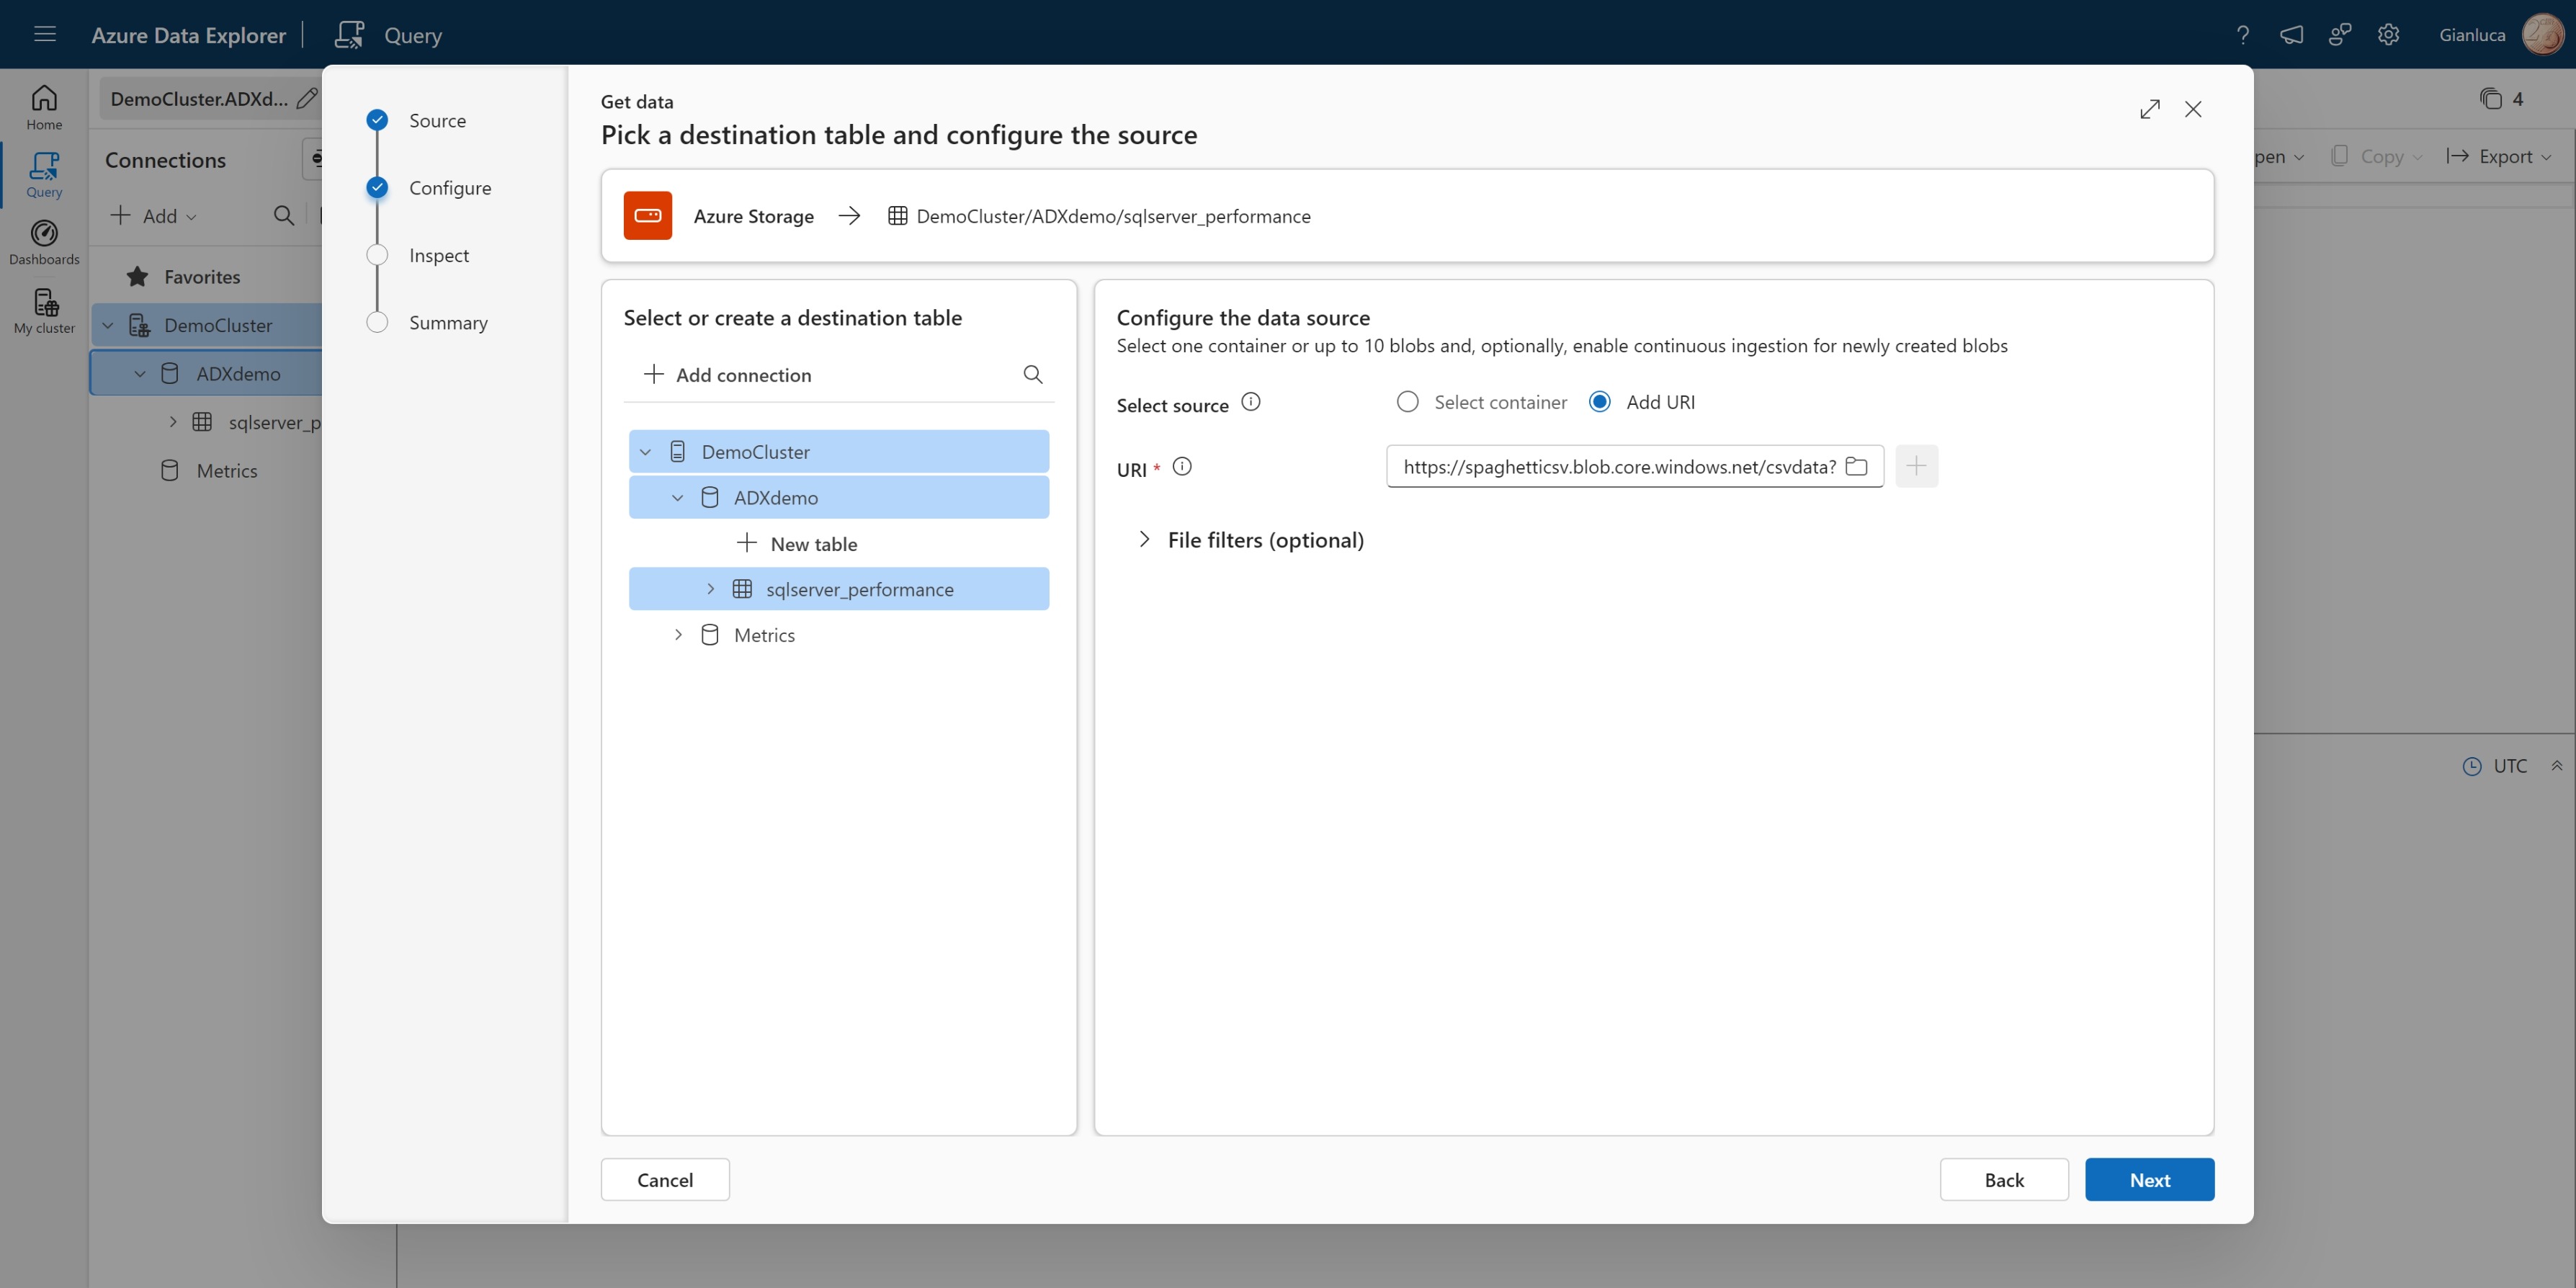 Azure Data Explorer
Query
?
Gianluca
Home
Query
Dashboards
My cluster
DemoCluster.ADXd...
Connections
Add
Favorites
DemoCluster
ADXdemo
sqlserver_p
Metrics
Source
Configure
Inspect
Summary
Get data
Pick a destination table and configure the source
Azure Storage → DemoCluster/ADXdemo/sqlserver_performance
Select or create a destination table
Add connection
DemoCluster
ADXdemo
New table
sqlserver_performance
Metrics
Configure the data source
Select one container or up to 10 blobs and, optionally, enable continuous ingestion for newly created blobs
Select source
Select container
Add URI
URI *
https://spaghetticsv.blob.core.windows.net/csvdata?
File filters (optional)
Cancel
Back
Next
4
pen
Copy
Export
UTC